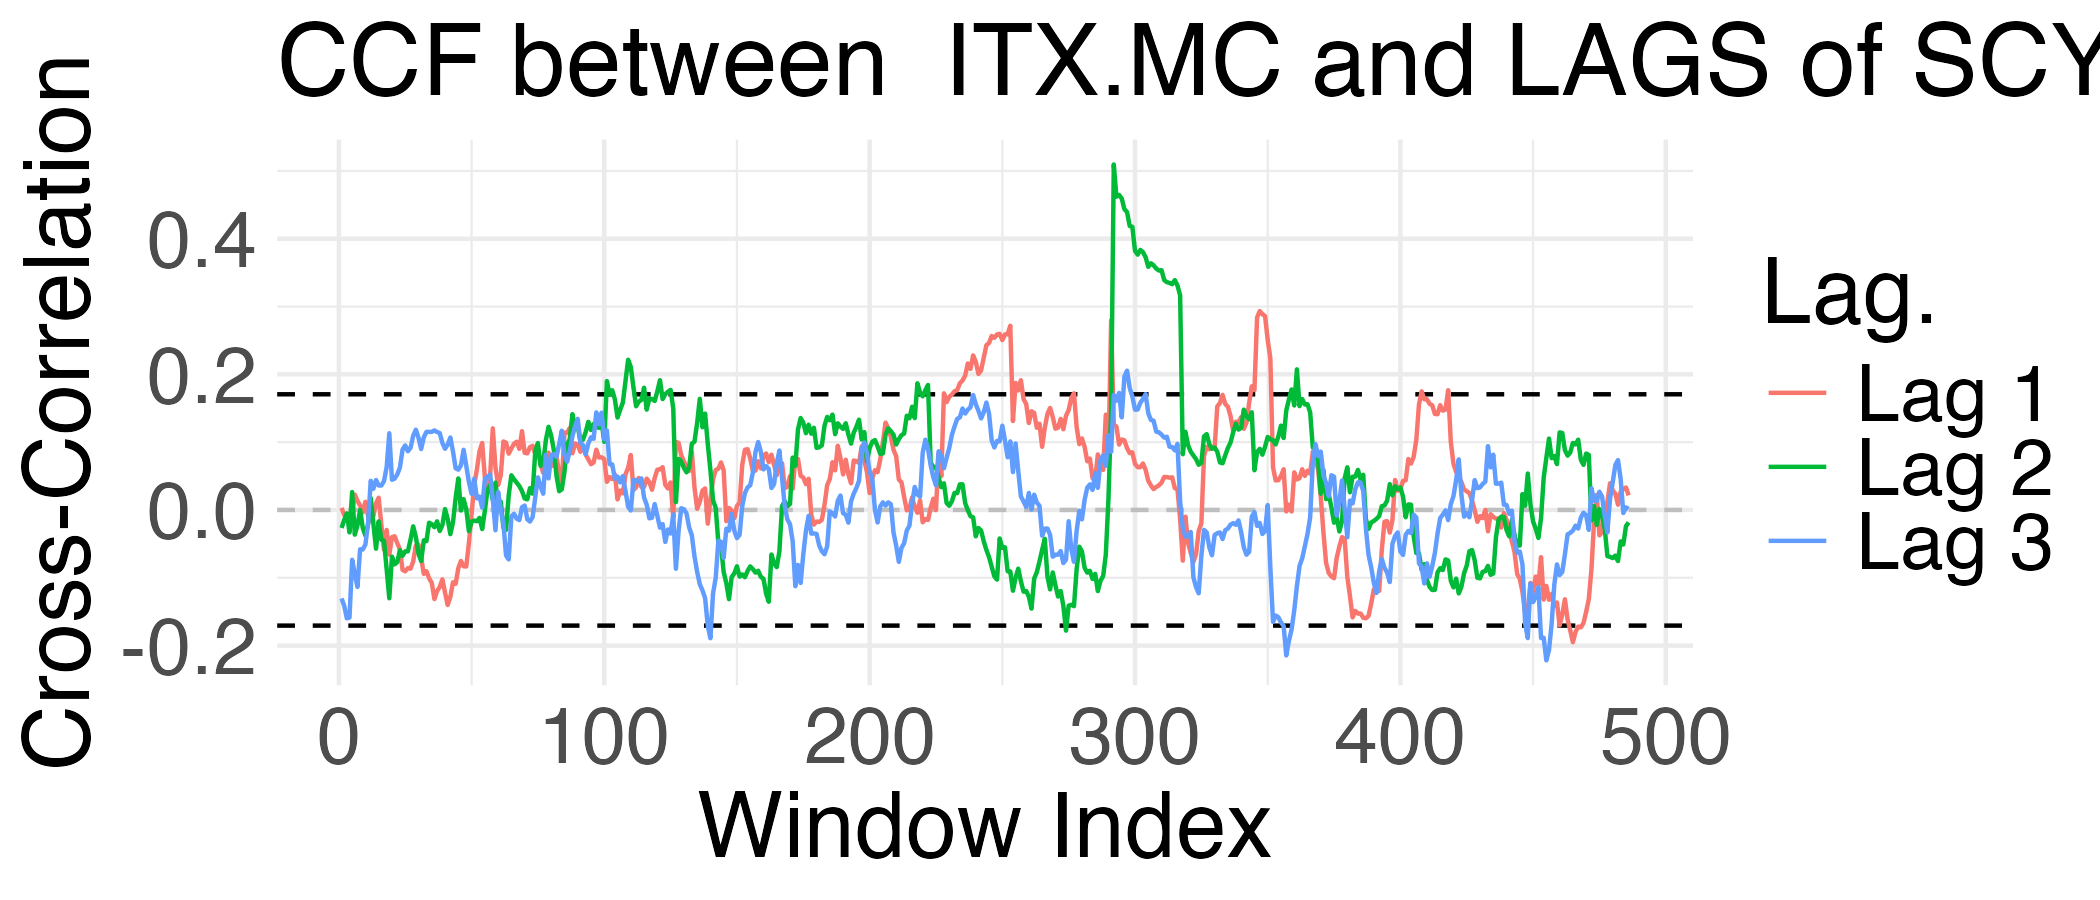 CCF between ITX.MC and LAGS of SCY
Cross-Correlation
0.4
0.2
0.0
-0.2
0 100 200 300 400 500
Window Index
Lag.
Lag 1
Lag 2
Lag 3